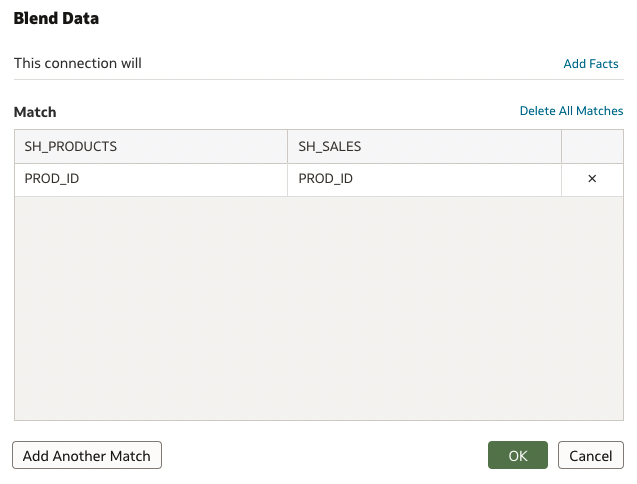 Blend Data
This connection will Add Facts
Match Delete All Matches
SH_PRODUCTS SH_SALES
PROD_ID PROD_ID ×
Add Another Match OK Cancel